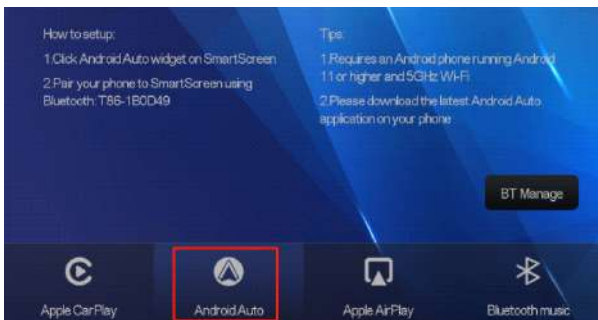 How to setup:
1.Click Android Auto widget on SmartScreen
2.Pair your phone to SmartScreen using
Bluetooth: T86-1B0D49
Tips:
1.Requires an Android phone running Android
11 or higher and 5GHz Wi-Fi
2.Please download the latest Android Auto
application on your phone
BT Manage
Apple CarPlay
Android Auto
Apple AirPlay
Bluetooth music